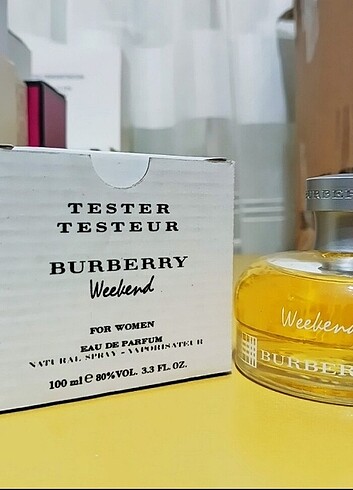 TESTER
TESTEUR
BURBERRY
Weekend
FOR WOMEN
EAU DE PARFUM
NATURAL SPRAY - VAPORISATEUR
100 ml ℮ 80% VOL. 3.3 FL. OZ.
Weekend
BURBER